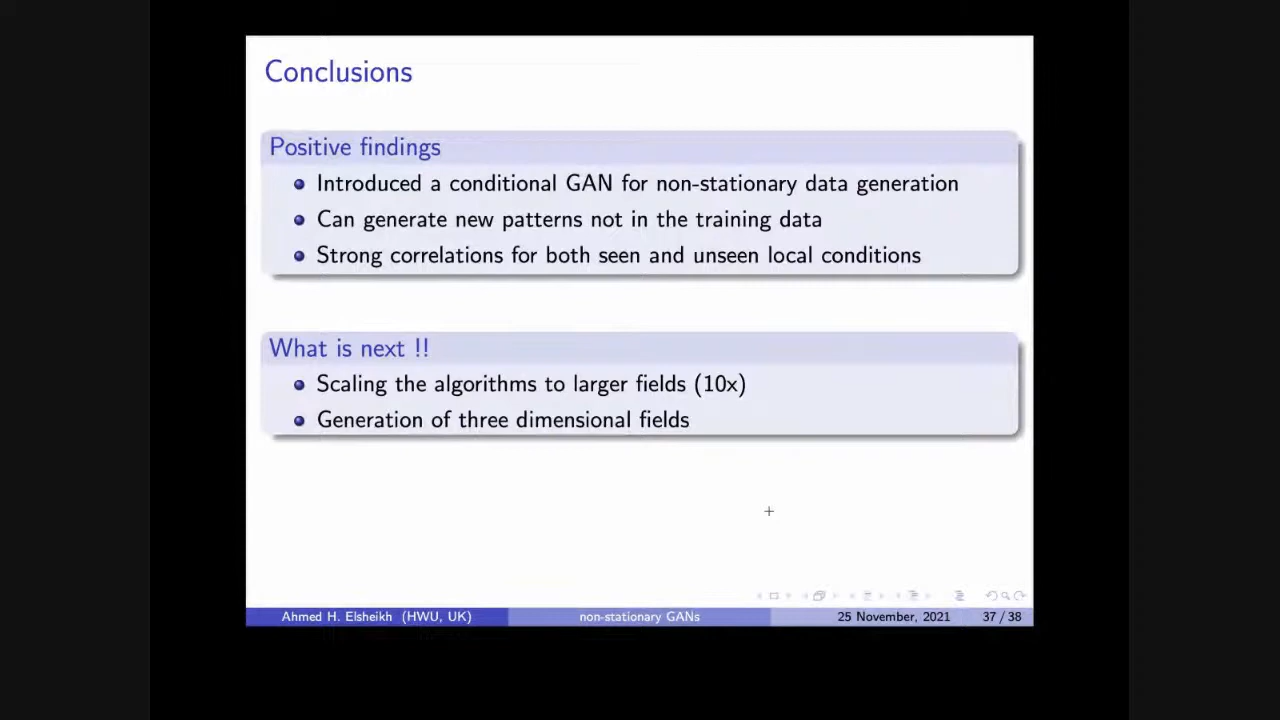 Conclusions
Positive findings
Introduced a conditional GAN for non-stationary data generation
Can generate new patterns not in the training data
Strong correlations for both seen and unseen local conditions
What is next !!
Scaling the algorithms to larger fields (10x)
Generation of three dimensional fields
Ahmed H. Elsheikh (HWU, UK) non-stationary GANs 25 November, 2021 37 / 38